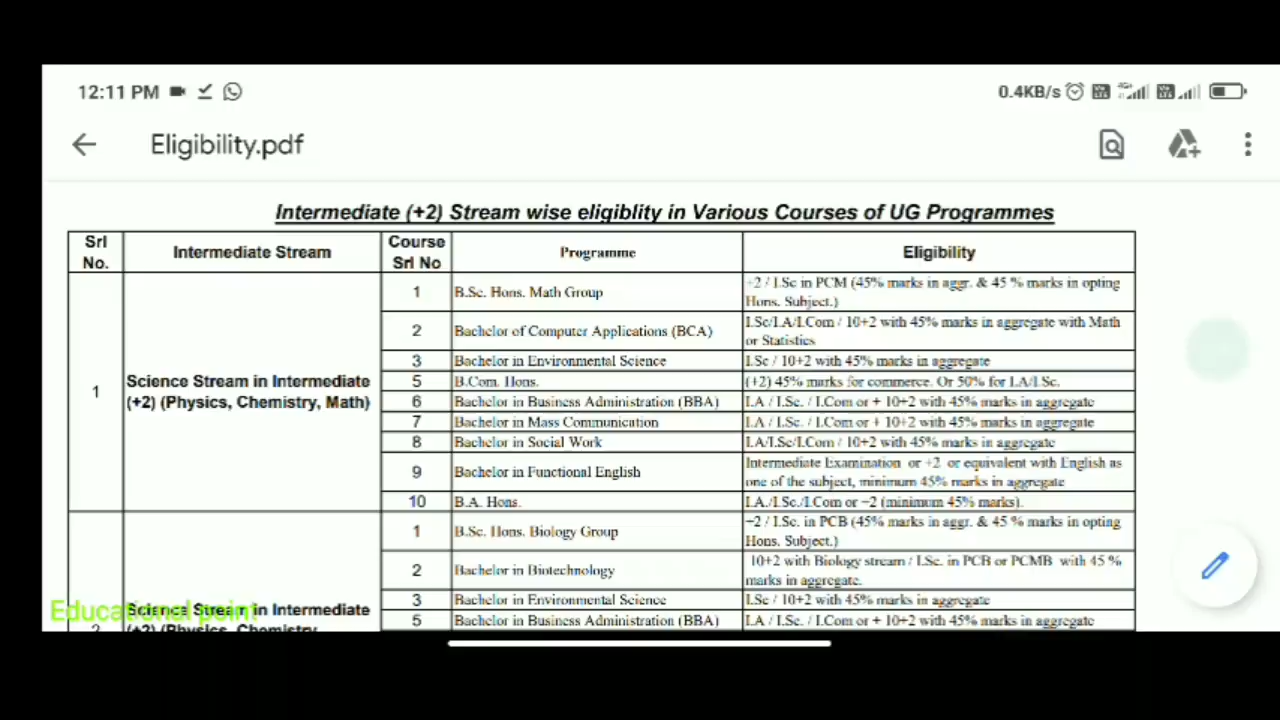 12:11 PM
0.4KB/s
Eligibility.pdf
Intermediate (+2) Stream wise eligiblity in Various Courses of UG Programmes
Srl No. Intermediate Stream Course Srl No Programme Eligibility
1 Science Stream in Intermediate (+2) (Physics, Chemistry, Math)
1 B.Sc. Hons. Math Group +2 / I.Sc in PCM (45% marks in aggr. & 45 % marks in opting
Hons. Subject.)
2 Bachelor of Computer Applications (BCA) I.Sc/I.A/I.Com / 10+2 with 45% marks in aggregate with Math
or Statistics
3 Bachelor in Environmental Science I.Sc / 10+2 with 45% marks in aggregate
5 B.Com. Hons. (+2) 45% marks for commerce. Or 50% for I.A/I.Sc.
6 Bachelor in Business Administration (BBA) I.A / I.Sc. / I.Com or + 10+2 with 45% marks in aggregate
7 Bachelor in Mass Communication I.A / I.Sc. / I.Com or + 10+2 with 45% marks in aggregate
8 Bachelor in Social Work I.A/I.Sc/I.Com / 10+2 with 45% marks in aggregate
9 Bachelor in Functional English Intermediate Examination or +2 or equivalent with English as
one of the subject, minimum 45% marks in aggregate
10 B.A. Hons. I.A./I.Sc./I.Com or +2 (minimum 45% marks).
1 B.Sc. Hons. Biology Group +2 / I.Sc. in PCB (45% marks in aggr. & 45 % marks in opting
Hons. Subject.)
2 Bachelor in Biotechnology 10+2 with Biology stream / I.Sc. in PCB or PCMB with 45 %
marks in aggregate.
3 Bachelor in Environmental Science I.Sc / 10+2 with 45% marks in aggregate
Educational point
Science Stream in Intermediate
5 Bachelor in Business Administration (BBA) I.A / I.Sc. / I.Com or + 10+2 with 45% marks in aggregate
2 (+2) (Physics, Chemistry,